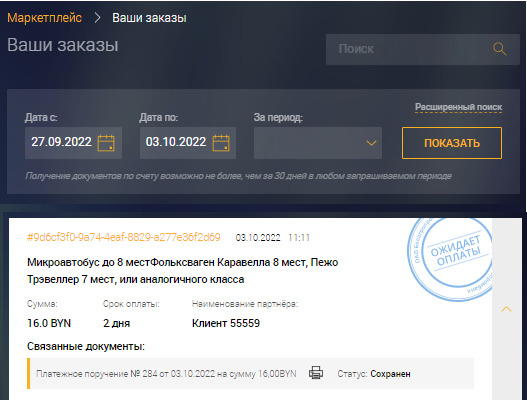 Маркетплейс > Ваши заказы
Ваши заказы
Поиск
Расширенный поиск
Дата с: Дата по: За период:
27.09.2022 03.10.2022 ПОКАЗАТЬ
Получение документов по счету возможно не более, чем за 30 дней в любом запрашиваемом периоде
#9d6cf3f0-9a74-4eaf-8829-a277e36f2d69 03.10.2022 11:11
ОЖИДАЕТ
ОПЛАТЫ
Микроавтобус до 8 местФольксваген Каравелла 8 мест, Пежо
Трэвеллер 7 мест, или аналогичного класса
Сумма: Срок оплаты: Наименование партнёра:
16.0 BYN 2 дня Клиент 55559
Связанные документы:
Платежное поручение № 284 от 03.10.2022 на сумму 16,00BYN Статус: Сохранен